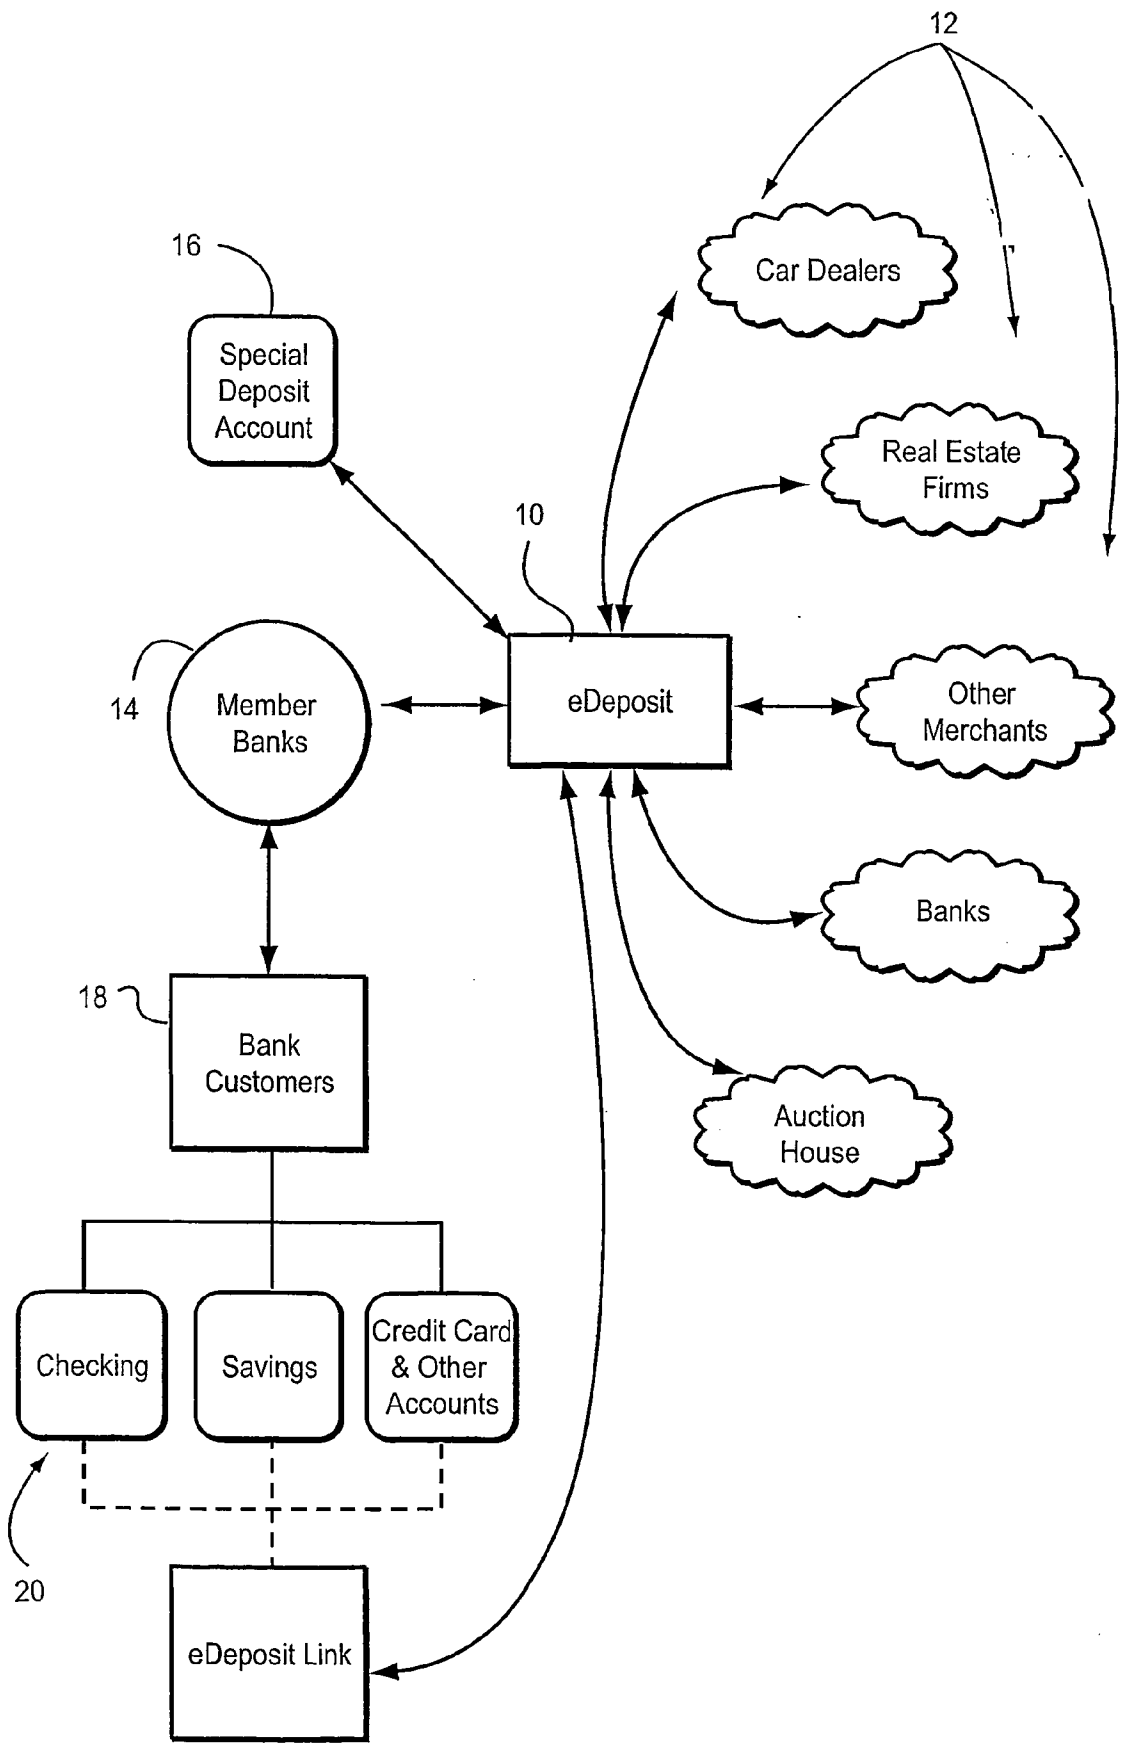 12
16
Car Dealers
Special
Deposit
Account
Real Estate
Firms
10
14
Member
Banks
eDeposit
Other
Merchants
Banks
18
Bank
Customers
Auction
House
Checking
Savings
Credit Card
& Other
Accounts
20
eDeposit Link